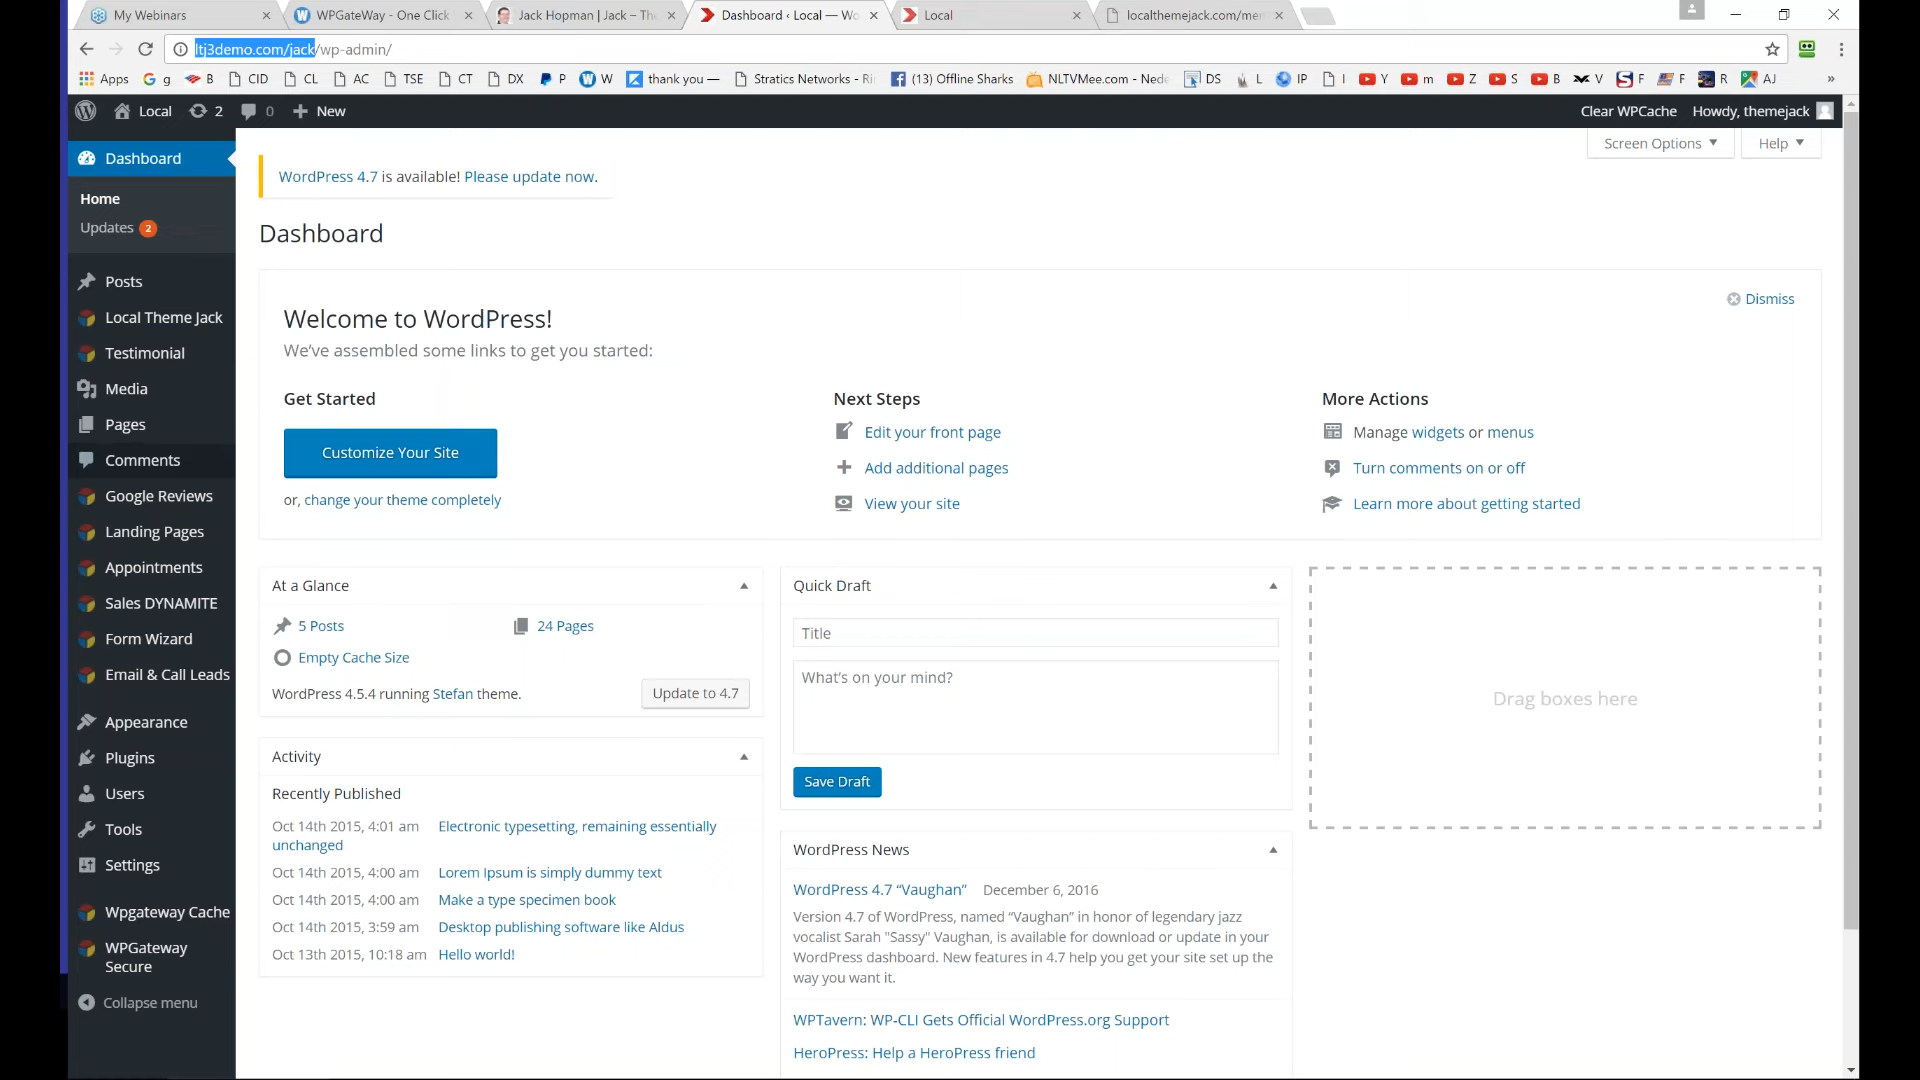 My Webinars
WPGateWay - One Click
Jack Hopman | Jack – The
Dashboard ‹ Local — Wo
Local
localthemejack.com/mem
ltj3demo.com/jack/wp-admin/
Apps
g
B
CID
CL
AC
TSE
CT
DX
P
W
thank you —
Stratics Networks - Rin
(13) Offline Sharks
NLTVMee.com - Nede
DS
L
IP
I
Y
m
Z
S
B
V
F
F
R
AJ
»
Local
2
0
New
Clear WPCache
Howdy, themejack
Dashboard
Home
Updates 2
Posts
Local Theme Jack
Testimonial
Media
Pages
Comments
Google Reviews
Landing Pages
Appointments
Sales DYNAMITE
Form Wizard
Email & Call Leads
Appearance
Plugins
Users
Tools
Settings
Wpgateway Cache
WPGateway
Secure
Collapse menu
Screen Options
Help
WordPress 4.7 is available! Please update now.
Dashboard
Dismiss
Welcome to WordPress!
We’ve assembled some links to get you started:
Get Started
Customize Your Site
or, change your theme completely
Next Steps
Edit your front page
Add additional pages
View your site
More Actions
Manage widgets or menus
Turn comments on or off
Learn more about getting started
At a Glance
5 Posts
24 Pages
Empty Cache Size
WordPress 4.5.4 running Stefan theme.
Update to 4.7
Activity
Recently Published
Oct 14th 2015, 4:01 am Electronic typesetting, remaining essentially
unchanged
Oct 14th 2015, 4:00 am Lorem Ipsum is simply dummy text
Oct 14th 2015, 4:00 am Make a type specimen book
Oct 14th 2015, 3:59 am Desktop publishing software like Aldus
Oct 13th 2015, 10:18 am Hello world!
Quick Draft
Title
What’s on your mind?
Save Draft
WordPress News
WordPress 4.7 “Vaughan” December 6, 2016
Version 4.7 of WordPress, named “Vaughan” in honor of legendary jazz
vocalist Sarah "Sassy" Vaughan, is available for download or update in your
WordPress dashboard. New features in 4.7 help you get your site set up the
way you want it.
WPTavern: WP-CLI Gets Official WordPress.org Support
HeroPress: Help a HeroPress friend
Drag boxes here